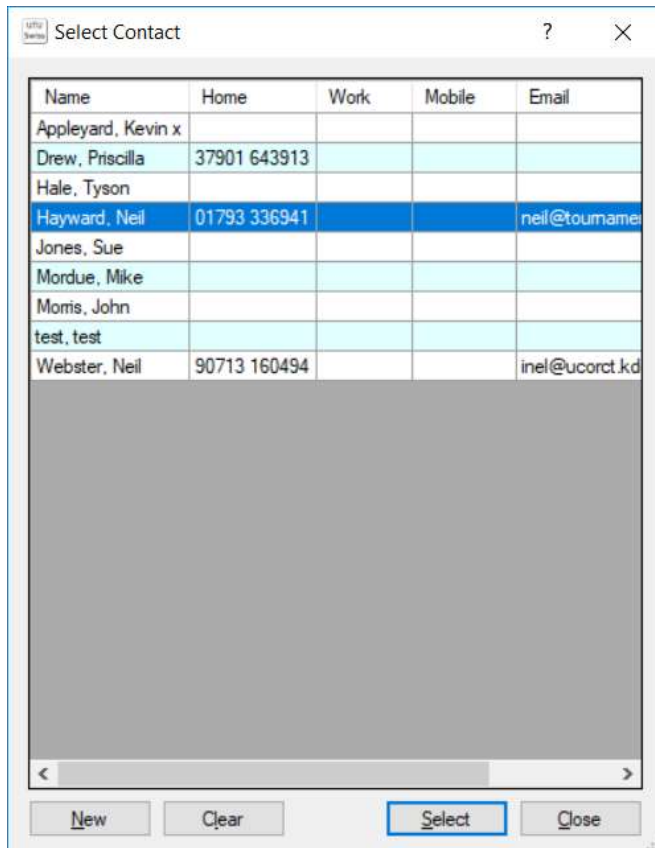 UTU
Swiss
Select Contact
?
Name Home Work Mobile Email
Appleyard, Kevin x
Drew, Priscilla 37901 643913
Hale, Tyson
Hayward, Neil 01793 336941 neil@tournamer
Jones, Sue
Mordue, Mike
Morris, John
test, test
Webster, Neil 90713 160494 inel@ucorct.kd
New Clear Select Close